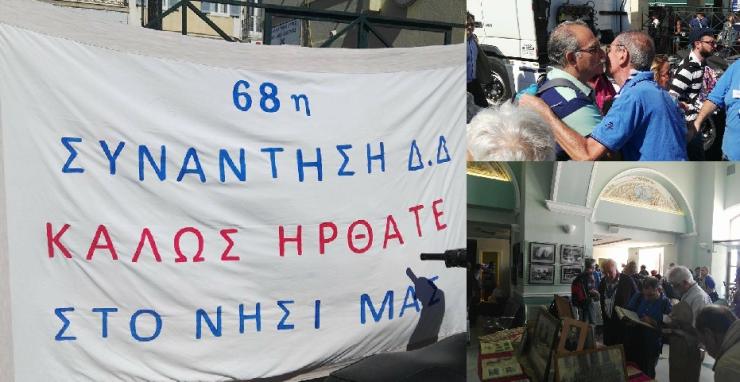 68η
ΣΥΝΑΝΤΗΣΗ Δ.Δ
ΚΑΛΩΣ ΗΡΘΑΤΕ
ΣΤΟ ΝΗΣΙ ΜΑΣ